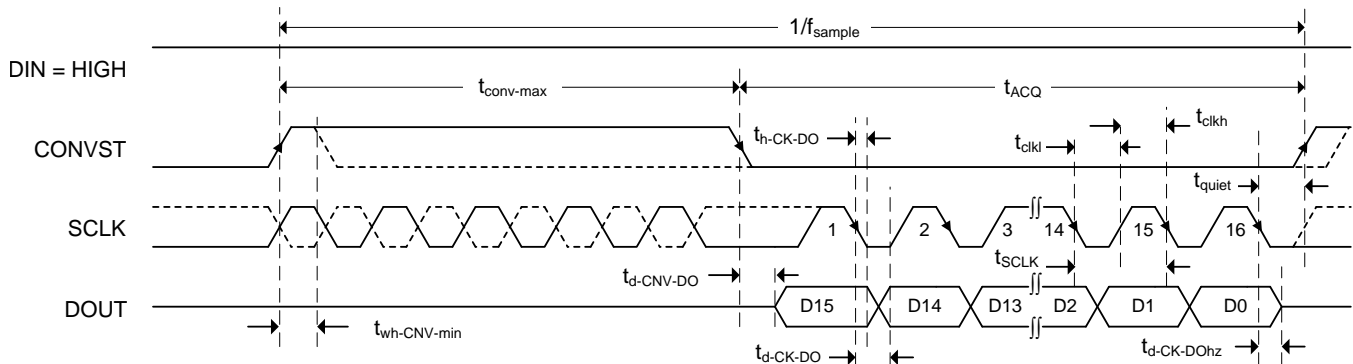 1/fsample
DIN = HIGH
tconv-max
tACQ
CONVST
th-CK-DO
tclkl
tclkh
tquiet
SCLK
1 2 3 14 15 16
tSCLK
td-CNV-DO
DOUT
D15 D14 D13 D2 D1 D0
twh-CNV-min
td-CK-DO
td-CK-DOhz